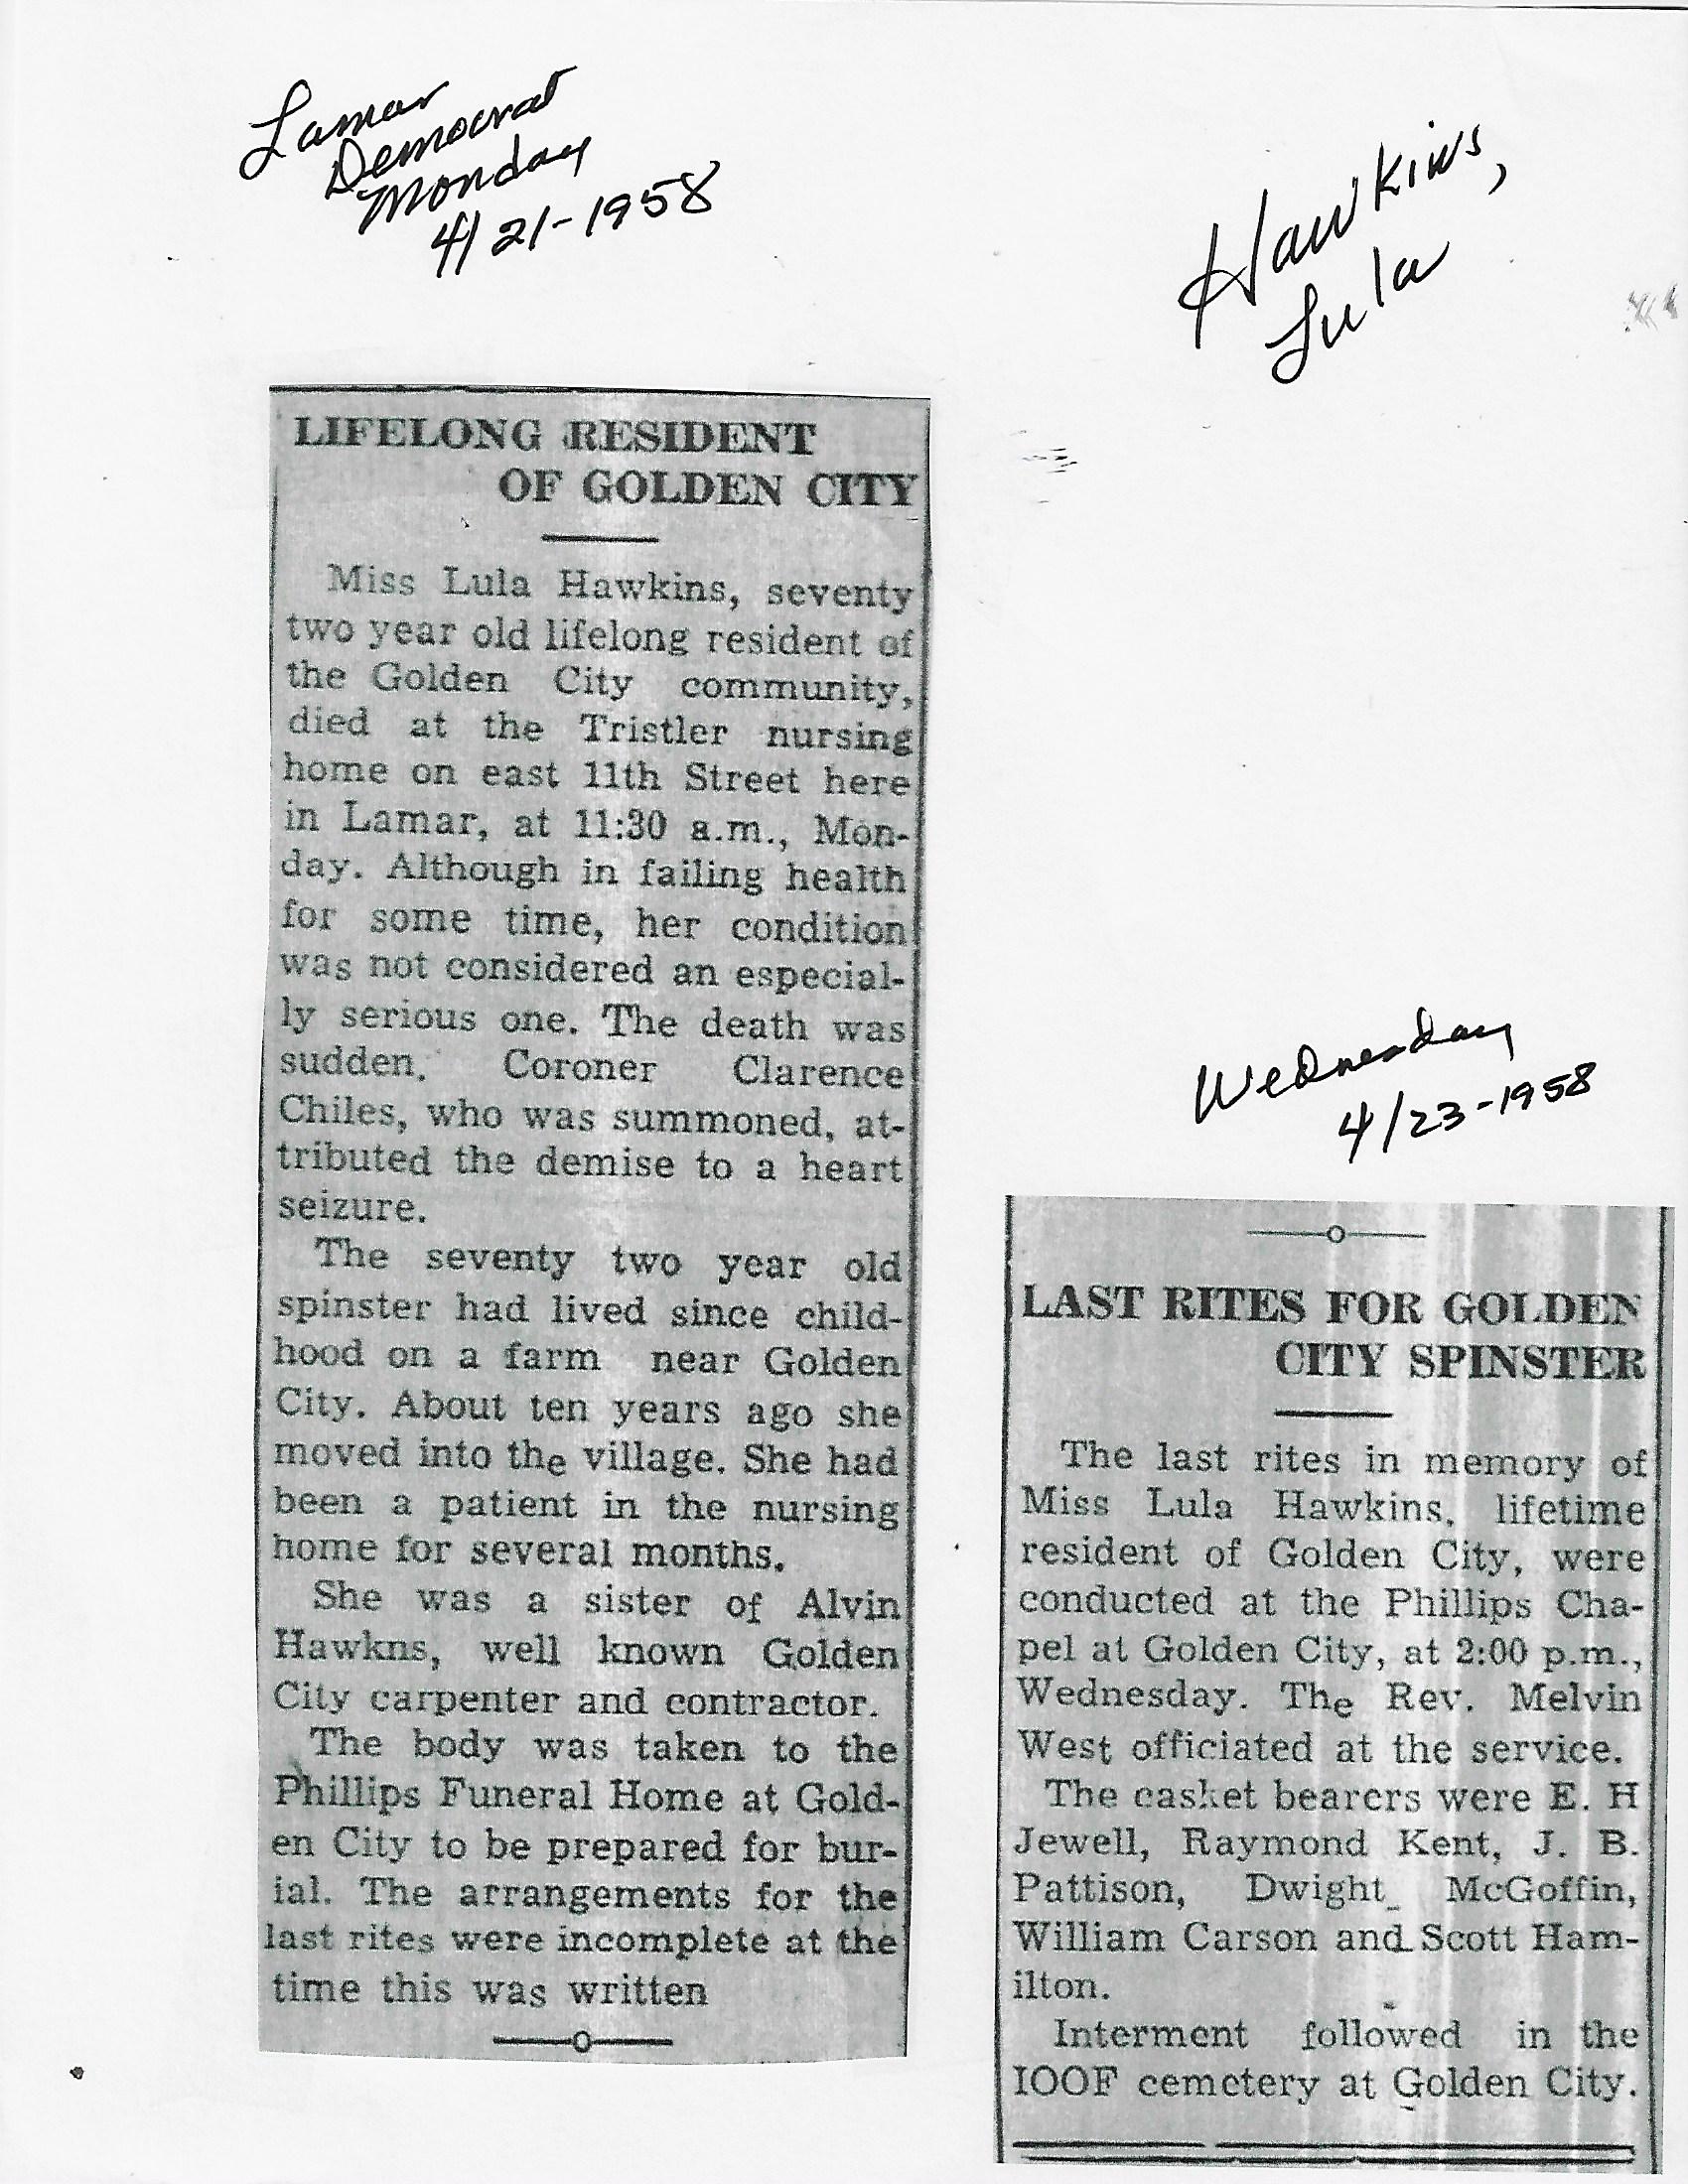 Lamar
Democrat
Monday
4/21-1958
Hawkins,
Lula
LIFELONG RESIDENT
OF GOLDEN CITY
Miss Lula Hawkins, seventy
two year old lifelong resident of
the Golden City community,
died at the Tristler nursing
home on east 11th Street here
in Lamar, at 11:30 a.m., Mon-
day. Although in failing health
for some time, her condition
was not considered an especial-
ly serious one. The death was
sudden. Coroner Clarence
Chiles, who was summoned, at-
tributed the demise to a heart
seizure.
The seventy two year old
spinster had lived since child-
hood on a farm near Golden
City. About ten years ago she
moved into the village. She had
been a patient in the nursing
home for several months.
She was a sister of Alvin
Hawkns, well known Golden
City carpenter and contractor.
The body was taken to the
Phillips Funeral Home at Gold-
en City to be prepared for bur-
ial. The arrangements for the
last rites were incomplete at the
time this was written
Wednesday
4/23-1958
LAST RITES FOR GOLDEN
CITY SPINSTER
The last rites in memory of
Miss Lula Hawkins, lifetime
resident of Golden City, were
conducted at the Phillips Cha-
pel at Golden City, at 2:00 p.m.,
Wednesday. The Rev. Melvin
West officiated at the service.
The casket bearers were E. H
Jewell, Raymond Kent, J. B.
Pattison, Dwight McGoffin,
William Carson and Scott Ham-
ilton.
Interment followed in the
IOOF cemetery at Golden City.